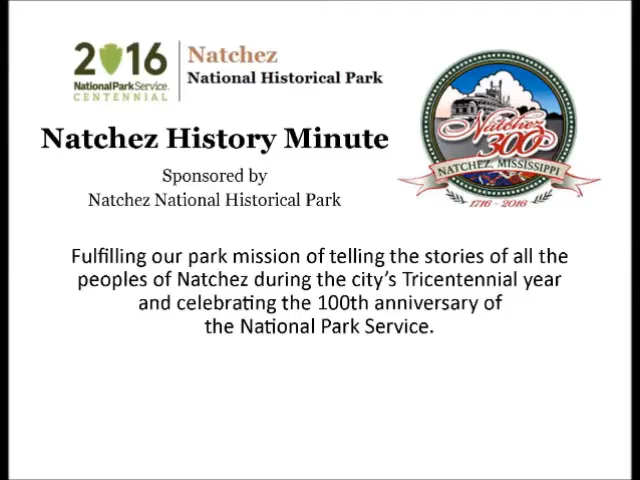 2016
National Park Service.
CENTENNIAL
Natchez
National Historical Park
Natchez
300
NATCHEZ, MISSISSIPPI
1716 - 2016
Natchez History Minute
Sponsored by
Natchez National Historical Park
Fulfilling our park mission of telling the stories of all the
peoples of Natchez during the city's Tricentennial year
and celebrating the 100th anniversary of
the National Park Service.